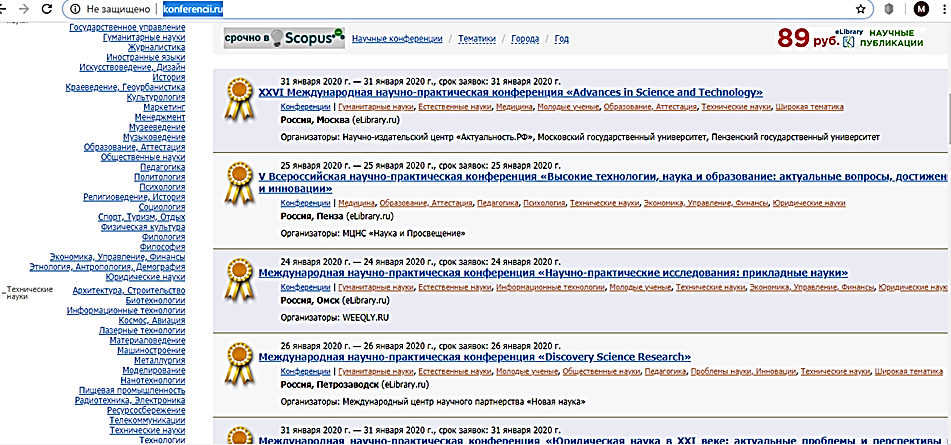 Не защищено | konferencii.ru
M
Государственное управление
Гуманитарные науки
Журналистика
Иностранные языки
Искусствоведение, Дизайн
История
Краеведение, Геоурбанистика
Культурология
Маркетинг
Менеджмент
Музееведение
Музыковедение
Образование, Аттестация
Общественные науки
Педагогика
Политология
Психология
Религиоведение, История
Социология
Спорт, Туризм, Отдых
Физическая культура
Филология
Философия
Экономика, Управление, Финансы
Этнология, Антропология, Демография
Юридические науки
Технические
науки
Архитектура, Строительство
Биотехнологии
Информационные технологии
Космос, Авиация
Лазерные технологии
Материаловедение
Машиностроение
Металлургия
Моделирование
Нанотехнологии
Пищевая промышленность
Радиотехника, Электроника
Ресурсосбережение
Телекоммуникации
Технические науки
Технологии
срочно в Scopus
Научные конференции / Тематики / Города / Год
89 руб. eLibrary НАУЧНЫЕ
ПУБЛИКАЦИИ
31 января 2020 г. — 31 января 2020 г., срок заявок: 31 января 2020 г.
XXVI Международная научно-практическая конференция «Advances in Science and Technology»
Конференции | Гуманитарные науки, Естественные науки, Медицина, Молодые ученые, Образование, Аттестация, Технические науки, Широкая тематика
Россия, Москва (eLibrary.ru)
Организаторы: Научно-издательский центр «Актуальность.РФ», Московский государственный университет, Пензенский государственный университет
25 января 2020 г. — 25 января 2020 г., срок заявок: 25 января 2020 г.
V Всероссийская научно-практическая конференция «Высокие технологии, наука и образование: актуальные вопросы, достижен
и инновации»
Конференции | Медицина, Образование, Аттестация, Педагогика, Психология, Технические науки, Экономика, Управление, Финансы, Юридические науки
Россия, Пенза (eLibrary.ru)
Организаторы: МЦНС «Наука и Просвещение»
24 января 2020 г. — 24 января 2020 г., срок заявок: 24 января 2020 г.
Международная научно-практическая конференция «Научно-практические исследования: прикладные науки»
Конференции | Гуманитарные науки, Естественные науки, Информационные технологии, Молодые ученые, Технические науки, Экономика, Управление, Финансы, Юридические наук
Россия, Омск (eLibrary.ru)
Организаторы: WEEQLY.RU
26 января 2020 г. — 26 января 2020 г., срок заявок: 26 января 2020 г.
Международная научно-практическая конференция «Discovery Science Research»
Конференции | Гуманитарные науки, Естественные науки, Молодые ученые, Общественные науки, Педагогика, Проблемы науки, Инновации, Технические науки, Широкая тематика
Россия, Петрозаводск (eLibrary.ru)
Организаторы: Международный центр научного партнерства «Новая наука»
31 января 2020 г. — 31 января 2020 г., срок заявок: 31 января 2020 г.
Международная научно-практическая конференция «Юридическая наука в XXI веке: актуальные проблемы и перспективы